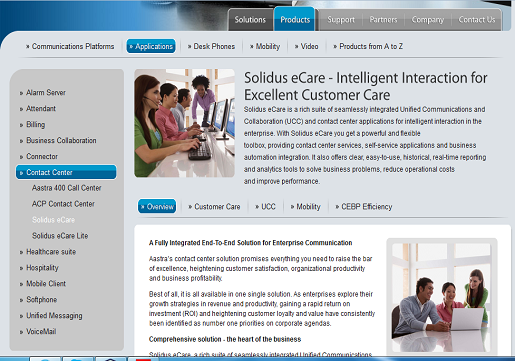 Solutions Products Support Partners Company Contact Us
» Communications Platforms » Applications » Desk Phones » Mobility » Video » Products from A to Z
» Alarm Server
» Attendant
» Billing
» Business Collaboration
» Connector
» Contact Center
Aastra 400 Call Center
ACP Contact Center
Solidus eCare
Solidus eCare Lite
» Healthcare suite
» Hospitality
» Mobile Client
» Softphone
» Unified Messaging
» VoiceMail
Solidus eCare - Intelligent Interaction for
Excellent Customer Care
Solidus eCare is a rich suite of seamlessly integrated Unified Communications and
Collaboration (UCC) and contact center applications for intelligent interaction in the
enterprise. With Solidus eCare you get a powerful and flexible
toolbox, providing contact center services, self-service applications and business
automation integration. It also offers clear, easy-to-use, historical, real-time reporting
and analytics tools to solve business problems, reduce operational costs
and improve performance.
» Overview » Customer Care » UCC » Mobility » CEBP Efficiency
A Fully Integrated End-To-End Solution for Enterprise Communication
Aastra's contact center solution promises everything you need to raise the bar
of excellence, heightening customer satisfaction, organizational productivity
and business profitability.
Best of all, it is all available in one single solution. As enterprises explore their
growth strategies in revenue and productivity, gaining a rapid return on
investment (ROI) and heightening customer loyalty and value have consistently
been identified as number one priorities on corporate agendas.
Comprehensive solution - the heart of the business
Solidus eCare, a rich suite of seamlessly integrated Unified Communications